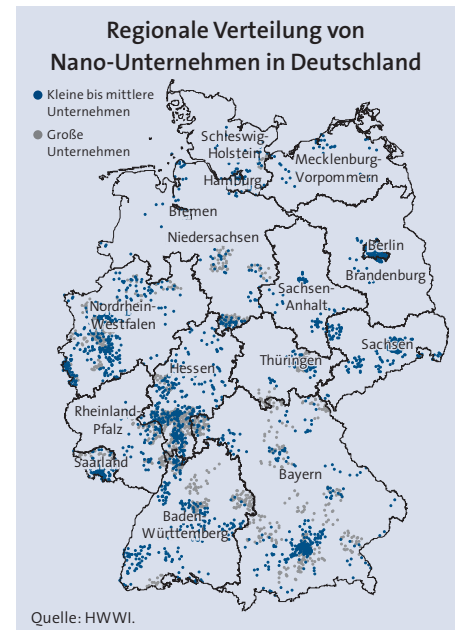 Regionale Verteilung von
Nano-Unternehmen in Deutschland
Kleine bis mittlere
Unternehmen
Große
Unternehmen
Schleswig-
Holstein
Mecklenburg-
Vorpommern
Hamburg
Bremen
Niedersachsen
Berlin
Brandenburg
Sachsen-
Anhalt
Nordrhein-
Westfalen
Sachsen
Thüringen
Hessen
Rheinland-
Pfalz
Saarland
Bayern
Baden-
Württemberg
Quelle: HWWI.